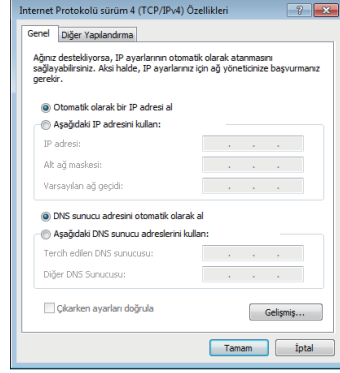 Internet Protokolü sürüm 4 (TCP/IPv4) Özellikleri
Genel
Diğer Yapılandırma
Ağınız destekliyorsa, IP ayarlarının otomatik olarak atanmasını
sağlayabilirsiniz. Aksi halde, IP ayarlarınız için ağ yöneticinize başvurmanız
gerekir.
Otomatik olarak bir IP adresi al
Aşağıdaki IP adresini kullan:
IP adresi:
Alt ağ maskesi:
Varsayılan ağ geçidi:
DNS sunucu adresini otomatik olarak al
Aşağıdaki DNS sunucu adreslerini kullan:
Tercih edilen DNS sunucusu:
Diğer DNS Sunucusu:
Çıkarken ayarları doğrula
Gelişmiş...
Tamam
İptal